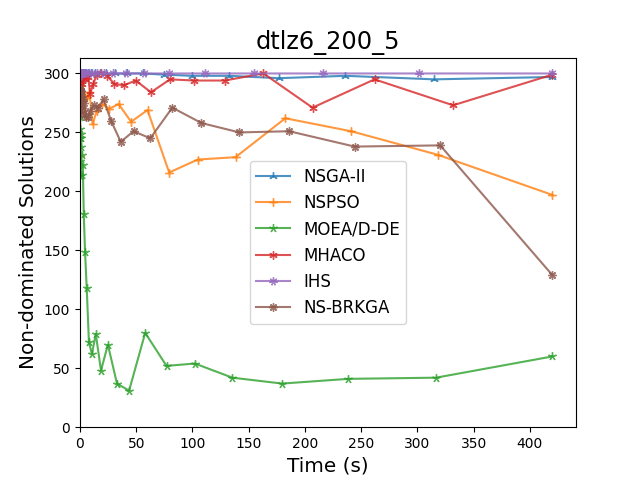 dtlz6_200_5
Non-dominated Solutions
300
250
200
150
100
50
0
NSGA-II
NSPSO
MOEA/D-DE
MHACO
IHS
NS-BRKGA
0 50 100 150 200 250 300 350 400
Time (s)